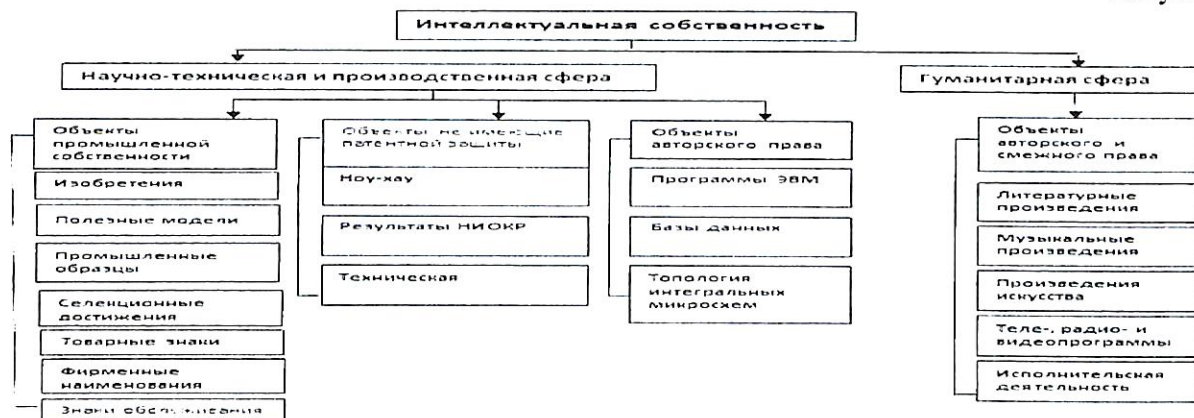 Интеллектуальная собственность
Научно-техническая и производственная сфера
Гуманитарная сфера
Объекты
промышленной
собственности
Изобретения
Полезные модели
Промышленные
образцы
Селекционные
достижения
Товарные знаки
Фирменные
наименования
Знаки обслуживания
Объекты не имеющие
патентной защиты
Ноу-хау
Результаты НИОКР
Техническая
Объекты
авторского права
Программы ЭВМ
Базы данных
Топология
интегральных
микросхем
Объекты
авторского и
смежного права
Литературные
произведения
Музыкальные
произведения
Произведения
искусства
Теле-, радио- и
видеопрограммы
Исполнительская
деятельность